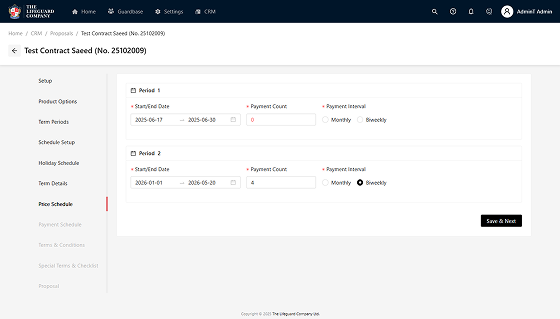 THE
LIFEGUARD
COMPANY
Home Guardbase Settings CRM AdminT Admin
Home / CRM / Proposals / Test Contract Saeed (No. 25102009)
Test Contract Saeed (No. 25102009)
Setup
Product Options
Term Periods
Schedule Setup
Holiday Schedule
Term Details
Price Schedule
Payment Schedule
Terms & Conditions
Special Terms & Checklist
Proposal
Period 1
* Start/End Date * Payment Count * Payment Interval
2025-06-17 → 2025-06-30 0 Monthly Biweekly
Period 2
* Start/End Date * Payment Count * Payment Interval
2026-01-01 → 2026-05-20 4 Monthly Biweekly
Save & Next
Copyright © 2025 The Lifeguard Company Ltd.